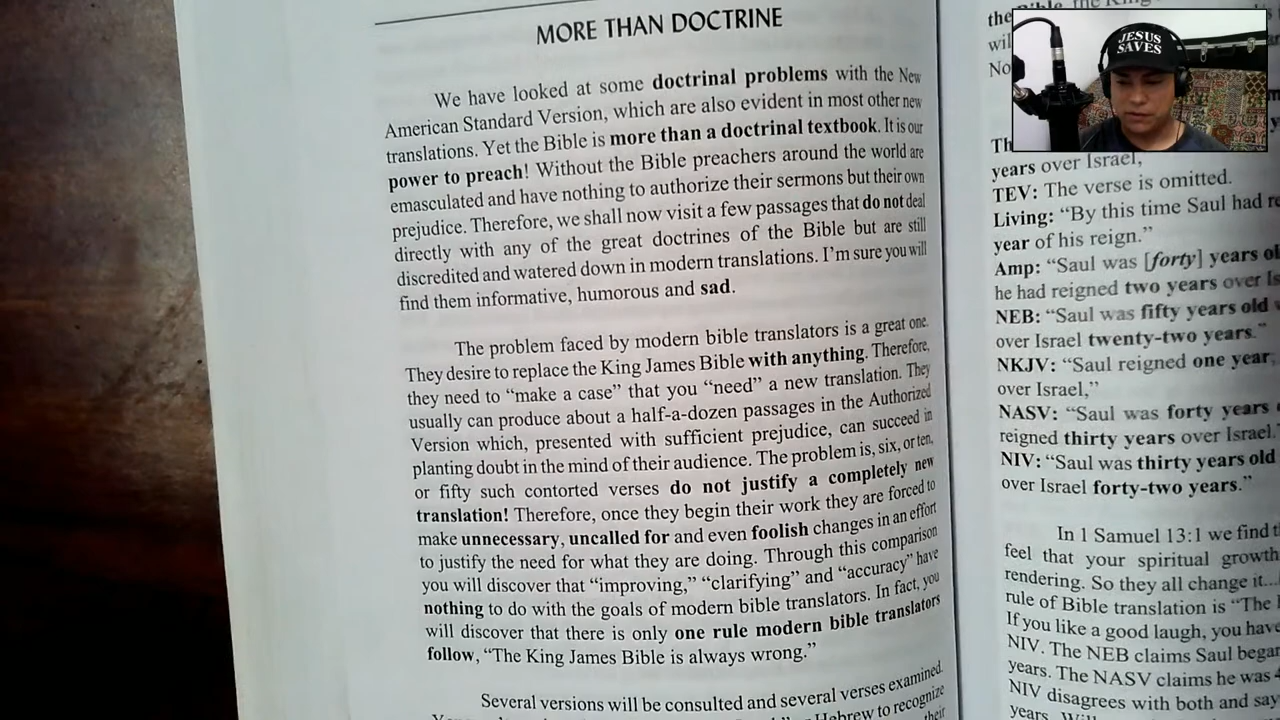 MORE THAN DOCTRINE
We have looked at some doctrinal problems with the New
American Standard Version, which are also evident in most other new
translations. Yet the Bible is more than a doctrinal textbook. It is our
power to preach! Without the Bible preachers around the world are
emasculated and have nothing to authorize their sermons but their own
prejudice. Therefore, we shall now visit a few passages that do not deal
directly with any of the great doctrines of the Bible but are still
discredited and watered down in modern translations. I'm sure you will
find them informative, humorous and sad.
The problem faced by modern bible translators is a great one.
They desire to replace the King James Bible with anything. Therefore,
they need to “make a case” that you “need” a new translation. They
usually can produce about a half-a-dozen passages in the Authorized
Version which, presented with sufficient prejudice, can succeed in
planting doubt in the mind of their audience. The problem is, six, or ten,
or fifty such contorted verses do not justify a completely new
translation! Therefore, once they begin their work they are forced to
make unnecessary, uncalled for and even foolish changes in an effort
to justify the need for what they are doing. Through this comparison
you will discover that “improving,” “clarifying” and “accuracy” have
nothing to do with the goals of modern bible translators. In fact, you
will discover that there is only one rule modern bible translators
follow, “The King James Bible is always wrong.”
Several versions will be consulted and several verses examined.
Hebrew to recognize
their
the Bible, the
No
years over Israel,
TEV: The verse is omitted.
Living: “By this time Saul had
year of his reign.”
Amp: “Saul was [forty] years
he had reigned two years over
NEB: “Saul was fifty years old
over Israel twenty-two years.”
NKJV: “Saul reigned one year
over Israel,”
NASV: “Saul was forty years
reigned thirty years over Israel.
NIV: “Saul was thirty years old
over Israel forty-two years.”
In 1 Samuel 13:1 we find
feel that your spiritual growth
rendering. So they all change it...
rule of Bible translation is “The
If you like a good laugh, you have
NIV. The NEB claims Saul began
years. The NASV claims he was
NIV disagrees with both and
years.
JESUS
SAVES